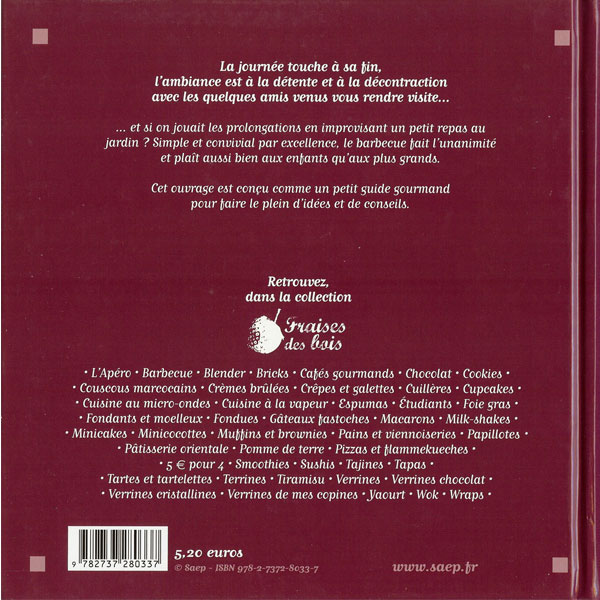 La journée touche à sa fin,
l'ambiance est à la détente et à la décontraction
avec les quelques amis venus vous rendre visite...
... et si on jouait les prolongations en improvisant un petit repas au
jardin ? Simple et convivial par excellence, le barbecue fait l'unanimité
et plaît aussi bien aux enfants qu'aux plus grands.
Cet ouvrage est conçu comme un petit guide gourmand
pour faire le plein d'idées et de conseils.
Retrouvez,
dans la collection
Fraises
des bois
• L'Apéro • Barbecue • Blender • Bricks • Cafés gourmands • Chocolat • Cookies •
• Couscous marcocains • Crèmes brûlées • Crêpes et galettes • Cuillères • Cupcakes •
• Cuisine au micro-ondes • Cuisine à la vapeur • Espumas • Étudiants • Foie gras •
• Fondants et moelleux • Fondues • Gâteaux fastoches • Macarons • Milk-shakes •
• Minicakes • Minicocottes • Muffins et brownies • Pains et viennoiseries • Papillotes •
• Pâtisserie orientale • Pomme de terre • Pizzas et flammekueches •
• 5 € pour 4 • Smoothies • Sushis • Tajines • Tapas •
• Tartes et tartelettes • Terrines • Tiramisu • Verrines • Verrines chocolat •
• Verrines cristallines • Verrines de mes copines • Yaourt • Wok • Wraps •
9 782737 280337
5,20 euros
© Saep - ISBN 978-2-7372-8033-7
www.saep.fr